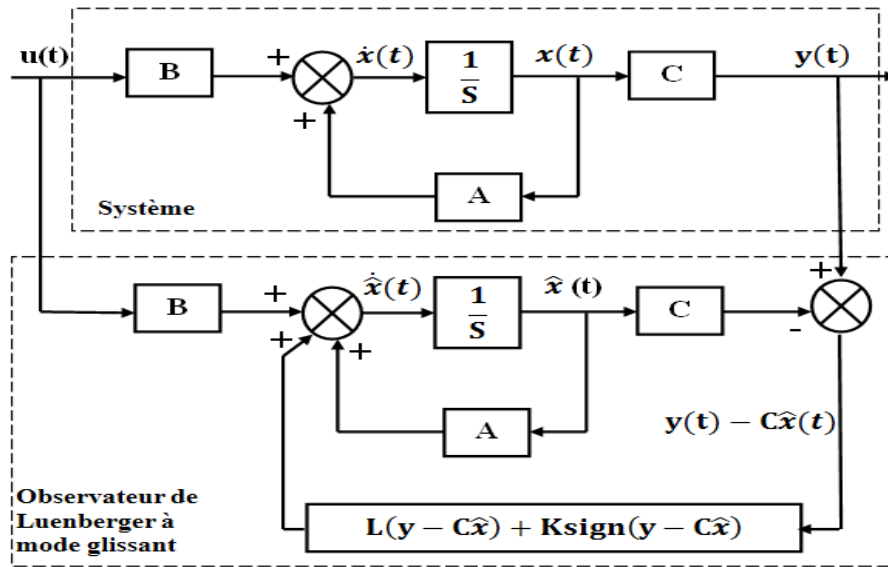 u(t)
B
+
+
ẋ(t)
1/S
x(t)
C
y(t)
A
Système
B
+
+
+
x̂̇(t)
1/S
x̂ (t)
C
+
-
A
y(t) − Cx̂(t)
L(y − Cx̂) + Ksign(y − Cx̂)
Observateur de
Luenberger à
mode glissant